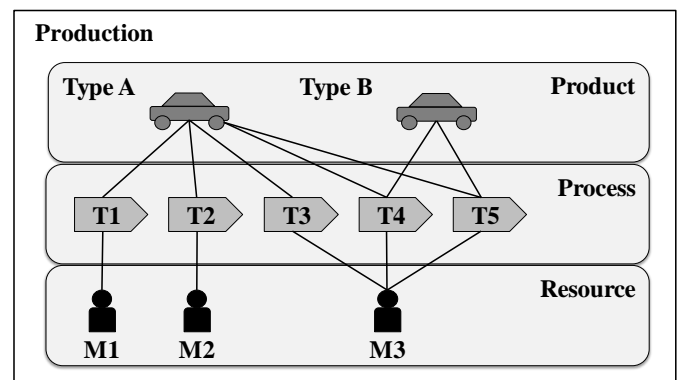 Production
Type A Type B Product
Process
T1 T2 T3 T4 T5
Resource
M1 M2 M3